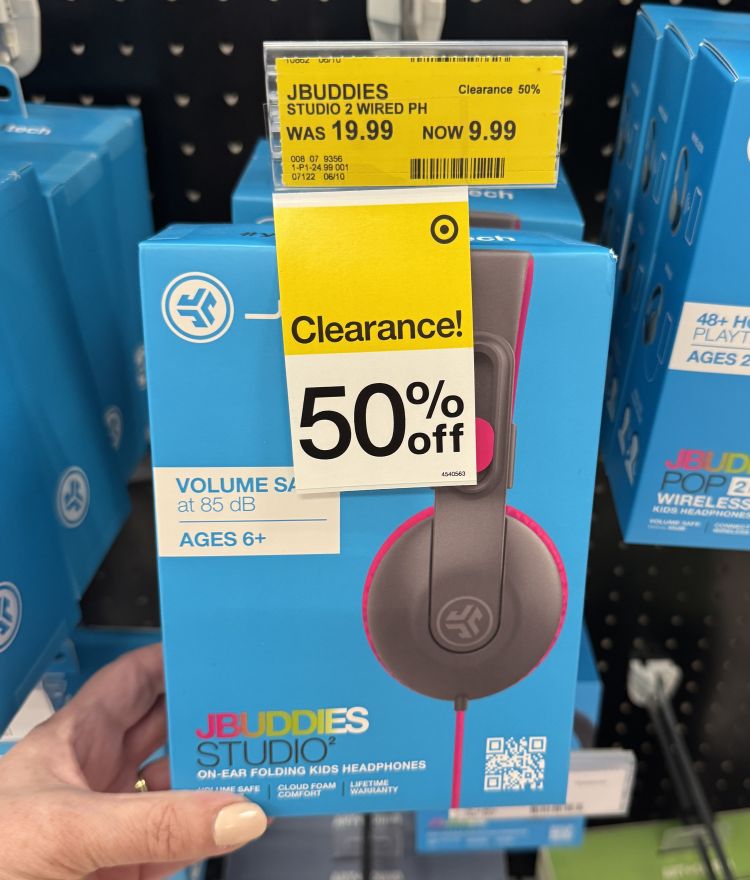 JBUDDIES Clearance 50%
STUDIO 2 WIRED PH
WAS 19.99 NOW 9.99
008 07 9356
1-P1-24.99 001
07122 06/10
Clearance!
50% off
4540563
VOLUME SA
at 85 dB
AGES 6+
JBUDDIES
STUDIO²
ON-EAR FOLDING KIDS HEADPHONES
VOLUME SAFE | CLOUD FOAM COMFORT | LIFETIME WARRANTY
tech
ech
48+ H
PLAYT
AGES 2
JBUD
POP 2
WIRELESS
KIDS HEADPHONES